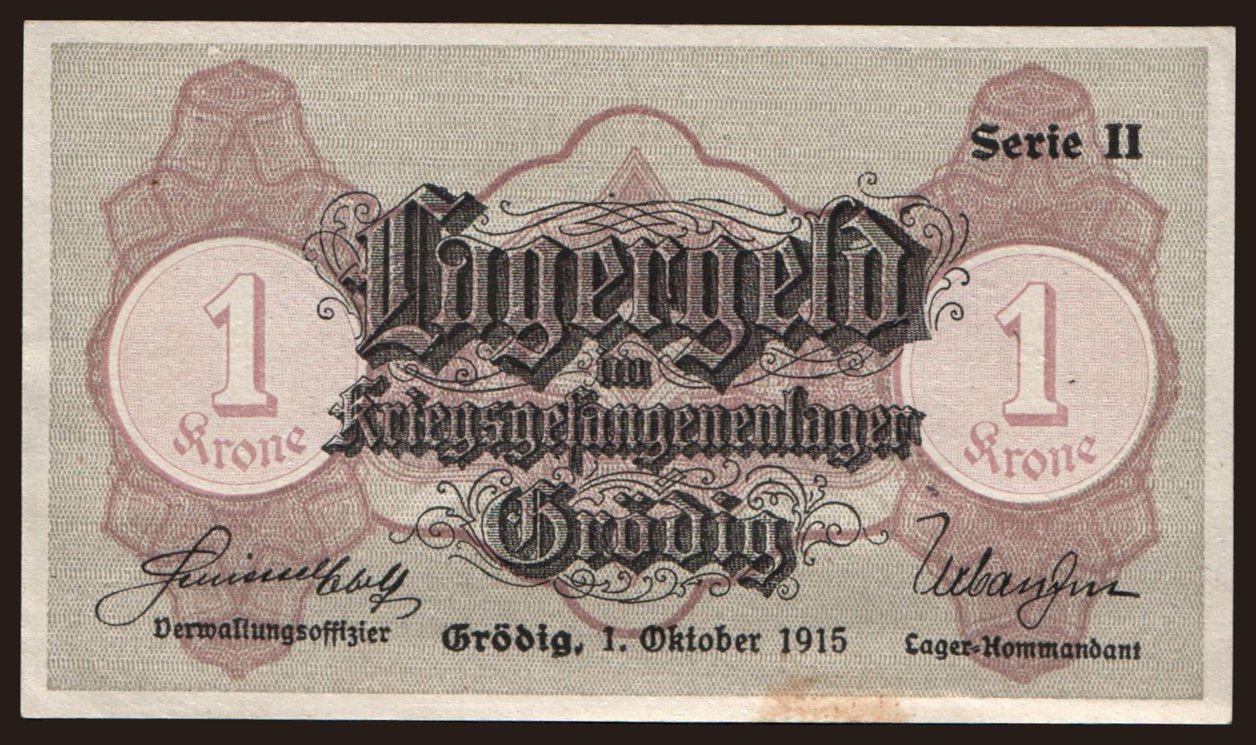 Serie II
Lagergeld
im
Kriegsgefangenenlager
Grödig
1
Krone
1
Krone
Verwaltungsoffizier
Grödig, 1. Oktober 1915
Lager-Kommandant